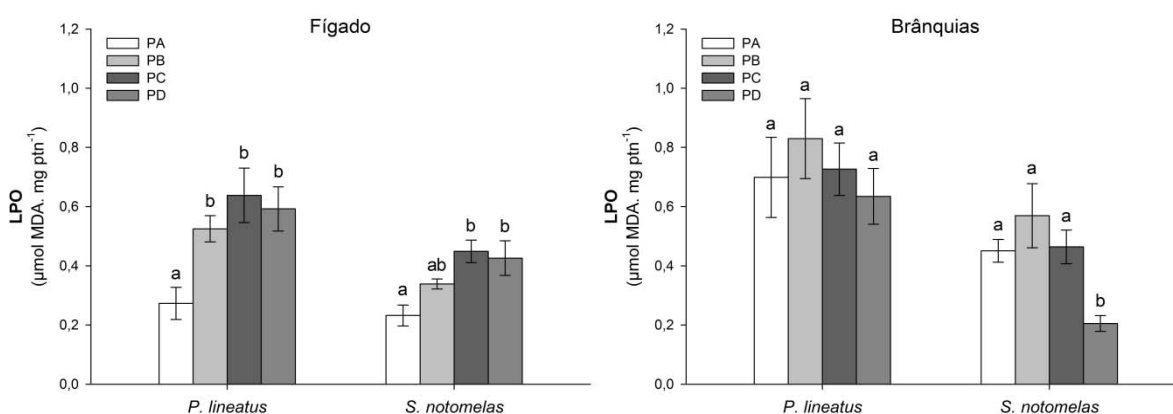 Fígado
1,2
1,0
0,8
0,6
0,4
0,2
0,0
LPO
(µmol MDA. mg ptn⁻¹)
PA
PB
PC
PD
a
b
b
b
a
ab
b
b
P. lineatus
S. notomelas
Brânquias
1,2
1,0
0,8
0,6
0,4
0,2
0,0
LPO
(µmol MDA. mg ptn⁻¹)
PA
PB
PC
PD
a
a
a
a
a
a
a
b
P. lineatus
S. notomelas